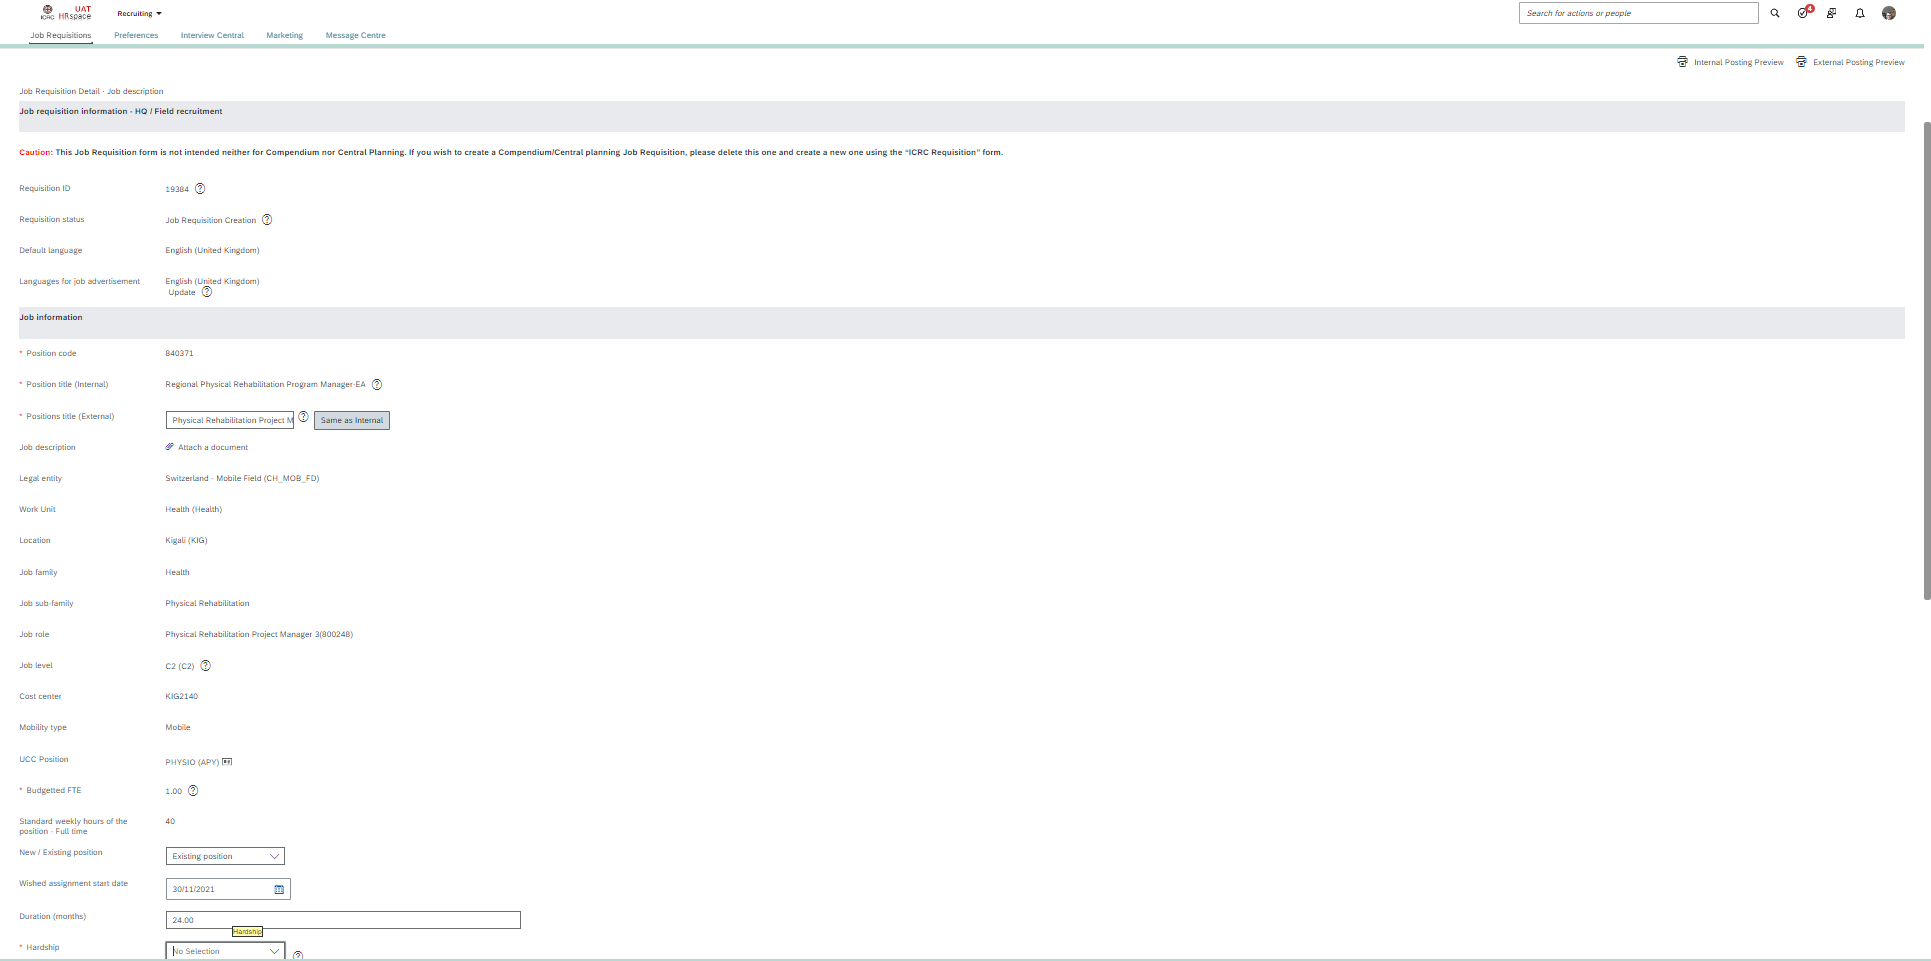 ICRC
UAT
HRspace
Recruiting
Search for actions or people
4
Job Requisitions
Preferences
Interview Central
Marketing
Message Centre
Internal Posting Preview
External Posting Preview
Job Requisition Detail - Job description
Job requisition information - HQ / Field recruitment
Caution: This Job Requisition form is not intended neither for Compendium nor Central Planning. If you wish to create a Compendium/Central planning Job Requisition, please delete this one and create a new one using the "ICRC Requisition" form.
Requisition ID
19384 ?
Requisition status
Job Requisition Creation ?
Default language
English (United Kingdom)
Languages for job advertisement
English (United Kingdom)
Update ?
Job information
* Position code
840371
* Position title (Internal)
Regional Physical Rehabilitation Program Manager-EA ?
* Positions title (External)
Physical Rehabilitation Project M ? Same as Internal
Job description
Attach a document
Legal entity
Switzerland - Mobile Field (CH_MOB_FD)
Work Unit
Health (Health)
Location
Kigali (KIG)
Job family
Health
Job sub-family
Physical Rehabilitation
Job role
Physical Rehabilitation Project Manager 3(800248)
Job level
C2 (C2) ?
Cost center
KIG2140
Mobility type
Mobile
UCC Position
PHYSIO (APY)
* Budgetted FTE
1.00 ?
Standard weekly hours of the
position - Full time
40
New / Existing position
Existing position
Wished assignment start date
30/11/2021
Duration (months)
24.00
Hardship
* Hardship
No Selection ?